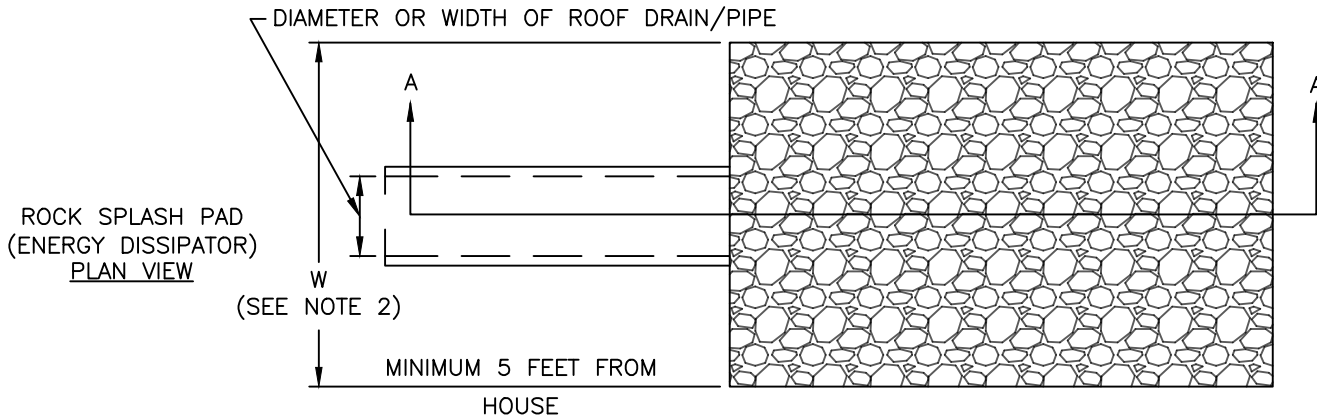 DIAMETER OR WIDTH OF ROOF DRAIN/PIPE
A
A
ROCK SPLASH PAD
(ENERGY DISSIPATOR)
PLAN VIEW
W
(SEE NOTE 2)
MINIMUM 5 FEET FROM
HOUSE